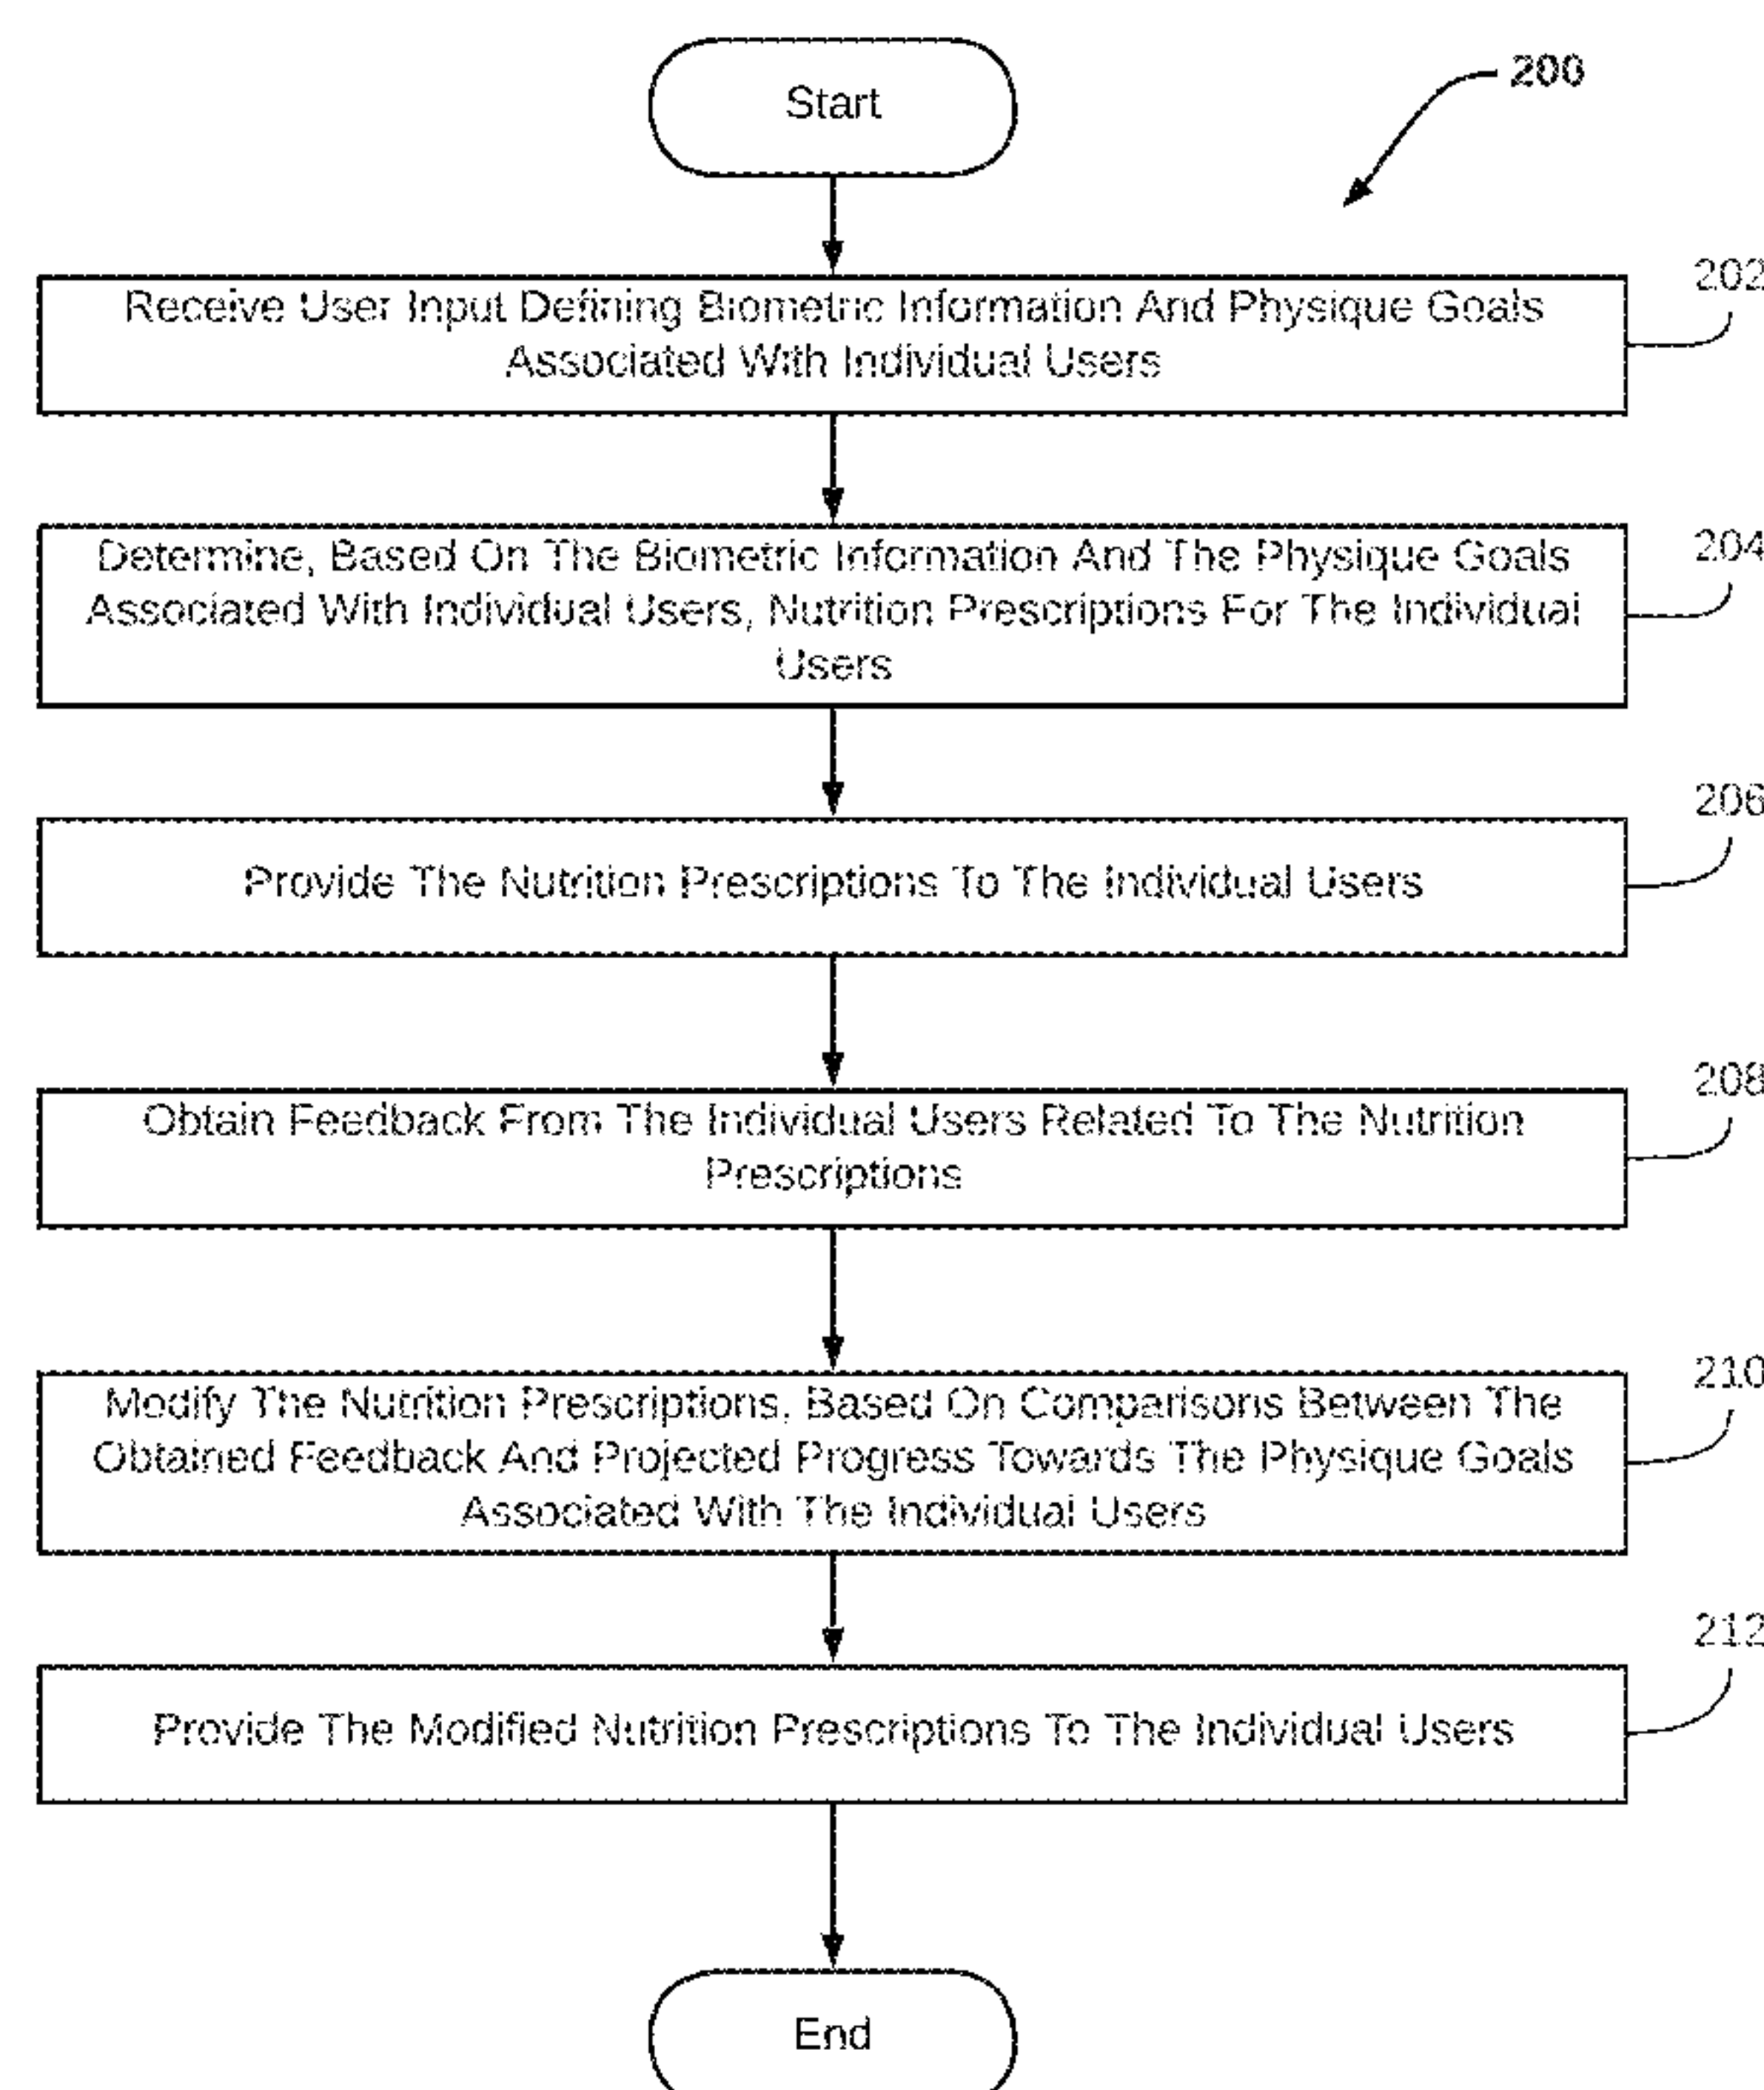 Start
200
202
Receive User Input Defining Biometric Information And Physique Goals
Associated With Individual Users
204
Determine, Based On The Biometric Information And The Physique Goals
Associated With Individual Users, Nutrition Prescriptions For The Individual
Users
206
Provide The Nutrition Prescriptions To The Individual Users
208
Obtain Feedback From The Individual Users Related To The Nutrition
Prescriptions
210
Modify The Nutrition Prescriptions, Based On Comparisons Between The
Obtained Feedback And Projected Progress Towards The Physique Goals
Associated With The Individual Users
212
Provide The Modified Nutrition Prescriptions To The Individual Users
End